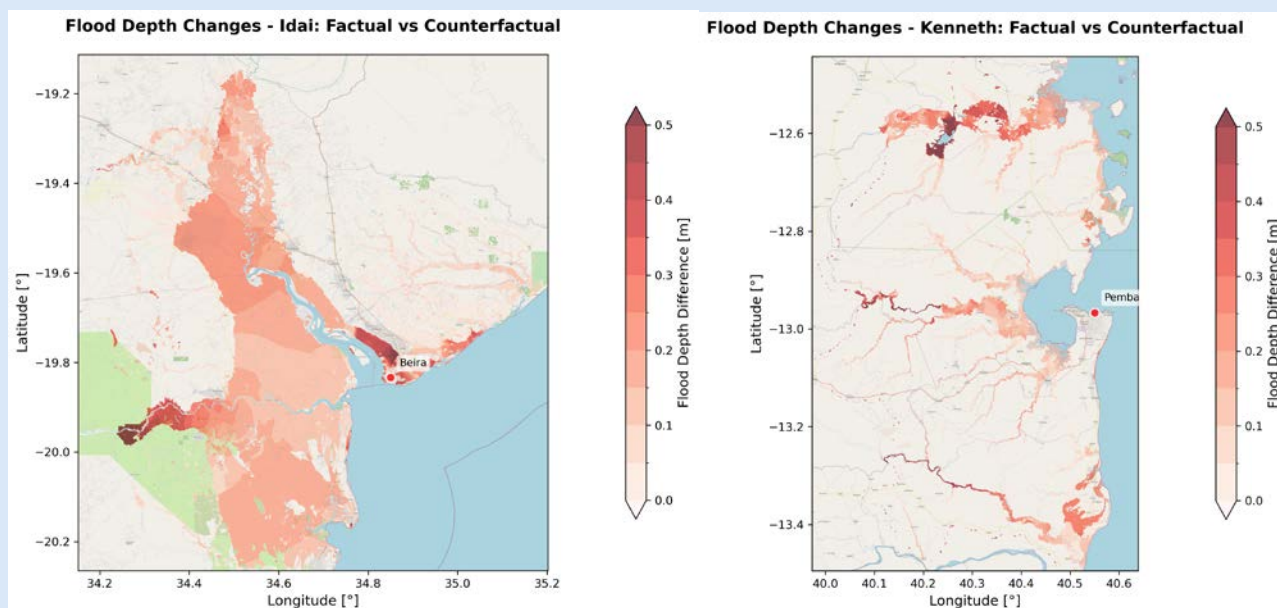 Flood Depth Changes - Idai: Factual vs Counterfactual
−19.2
−19.4
−19.6
−19.8
−20.0
−20.2
Latitude [°]
34.2 34.4 34.6 34.8 35.0 35.2
Longitude [°]
Beira
0.5
0.4
0.3
0.2
0.1
0.0
Flood Depth Difference [m]
Flood Depth Changes - Kenneth: Factual vs Counterfactual
−12.6
−12.8
−13.0
−13.2
−13.4
Latitude [°]
40.0 40.1 40.2 40.3 40.4 40.5 40.6
Longitude [°]
Pemba
0.5
0.4
0.3
0.2
0.1
0.0
Flood Depth Difference [m]